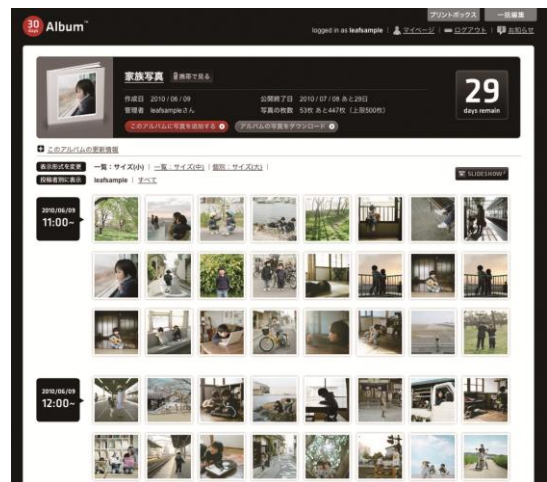 プリントボックス 一括編集
30 days Album™
logged in as leafsample | マイページ | ログアウト | お知らせ
家族写真 携帯で見る
作成日 2010 / 06 / 09 公開終了日 2010 / 07 / 08 あと29日
管理者 leafsampleさん 写真の枚数 53枚 あと447枚（上限500枚）
このアルバムに写真を追加する アルバムの写真をダウンロード
29
days remain
このアルバムの更新情報
表示形式を変更 一覧：サイズ(小) | 一覧：サイズ(中) | 個別：サイズ(大) |
投稿者別に表示 leafsample | すべて
SLIDESHOW
2010/06/09
11:00~
2010/06/09
12:00~